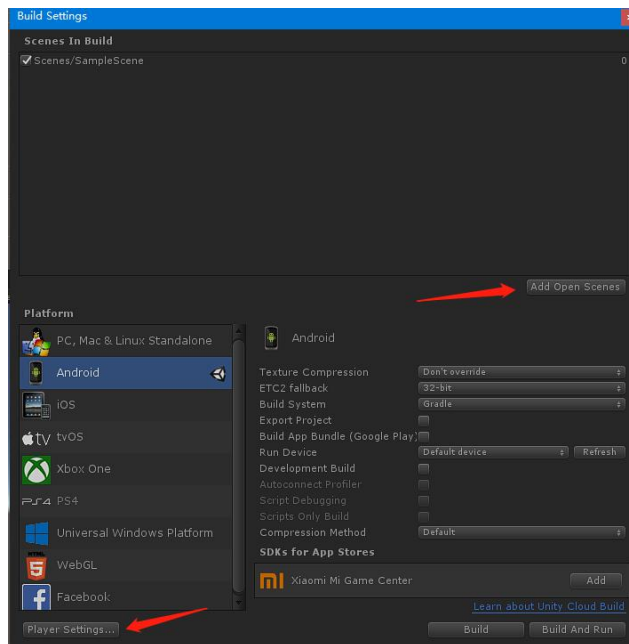 Build Settings
Scenes In Build
Scenes/SampleScene 0
Add Open Scenes
Platform
PC, Mac & Linux Standalone
Android
iOS
tv tvOS
Xbox One
PS4 PS4
Universal Windows Platform
WebGL
Facebook
Player Settings...
Android
Texture Compression Don't override
ETC2 fallback 32-bit
Build System Gradle
Export Project
Build App Bundle (Google Play)
Run Device Default device Refresh
Development Build
Autoconnect Profiler
Script Debugging
Scripts Only Build
Compression Method Default
SDKs for App Stores
Xiaomi Mi Game Center Add
Learn about Unity Cloud Build
Build Build And Run